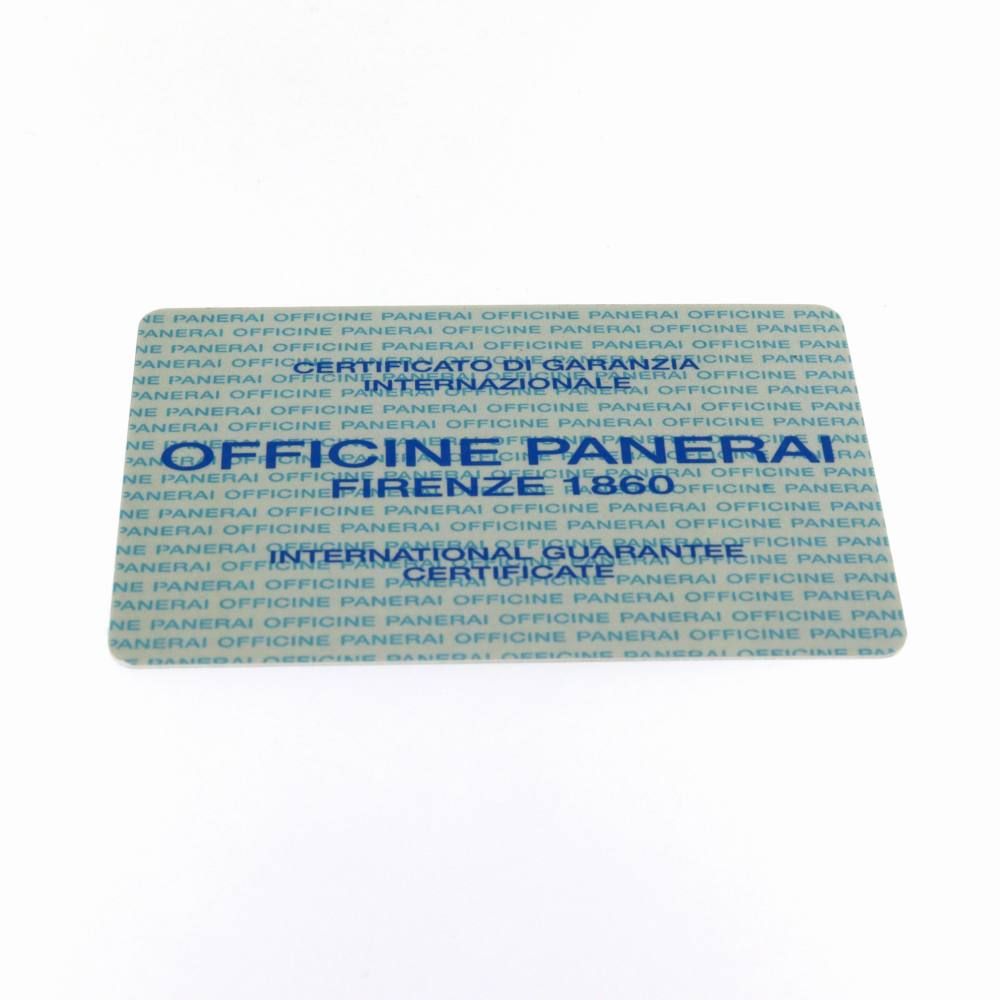 CERTIFICATO DI GARANZIA
INTERNAZIONALE
OFFICINE PANERAI
FIRENZE 1860
INTERNATIONAL GUARANTEE
CERTIFICATE